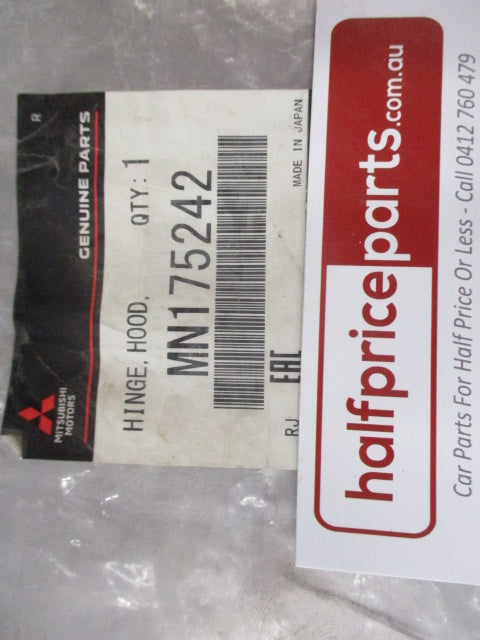 R
GENUINE PARTS
MITSUBISHI
MOTORS
HINGE, HOOD,   QTY: 1
MN175242
MADE IN JAPAN
RJ EAC
halfpriceparts.com.au
Car Parts For Half Price Or Less - Call 0412 760 479